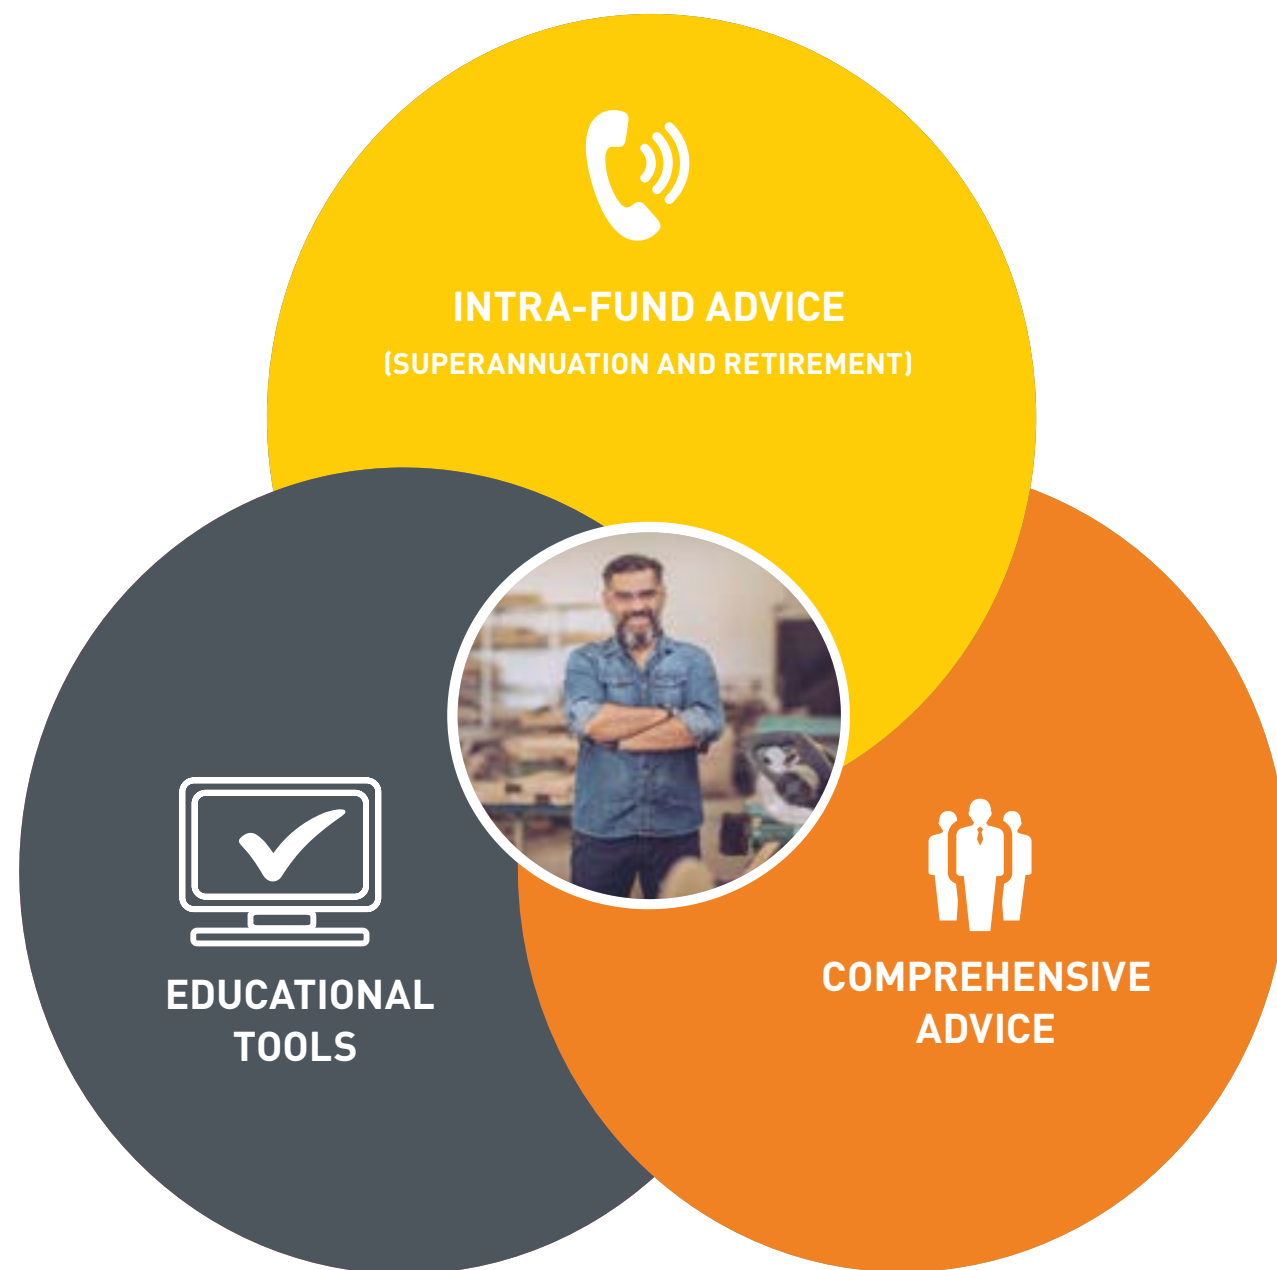 INTRA-FUND ADVICE
(SUPERANNUATION AND RETIREMENT)
EDUCATIONAL
TOOLS
COMPREHENSIVE
ADVICE